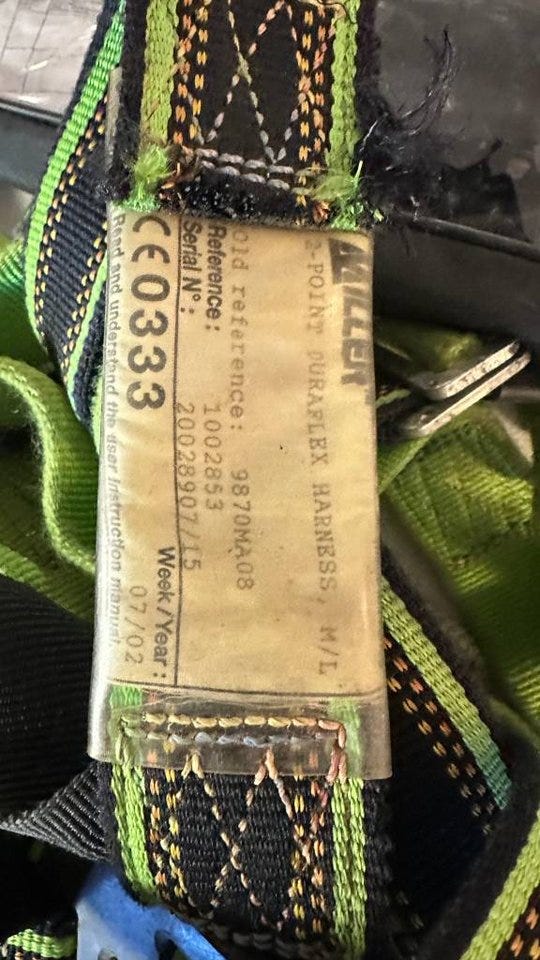 MILLER
2-POINT DURAFLEX HARNESS, M/L
Old reference: 9870MA08
Reference: 1002853
Serial N°: 20028907/15
Week/Year: 07/02
CE0333
Read and understand the user instruction manual